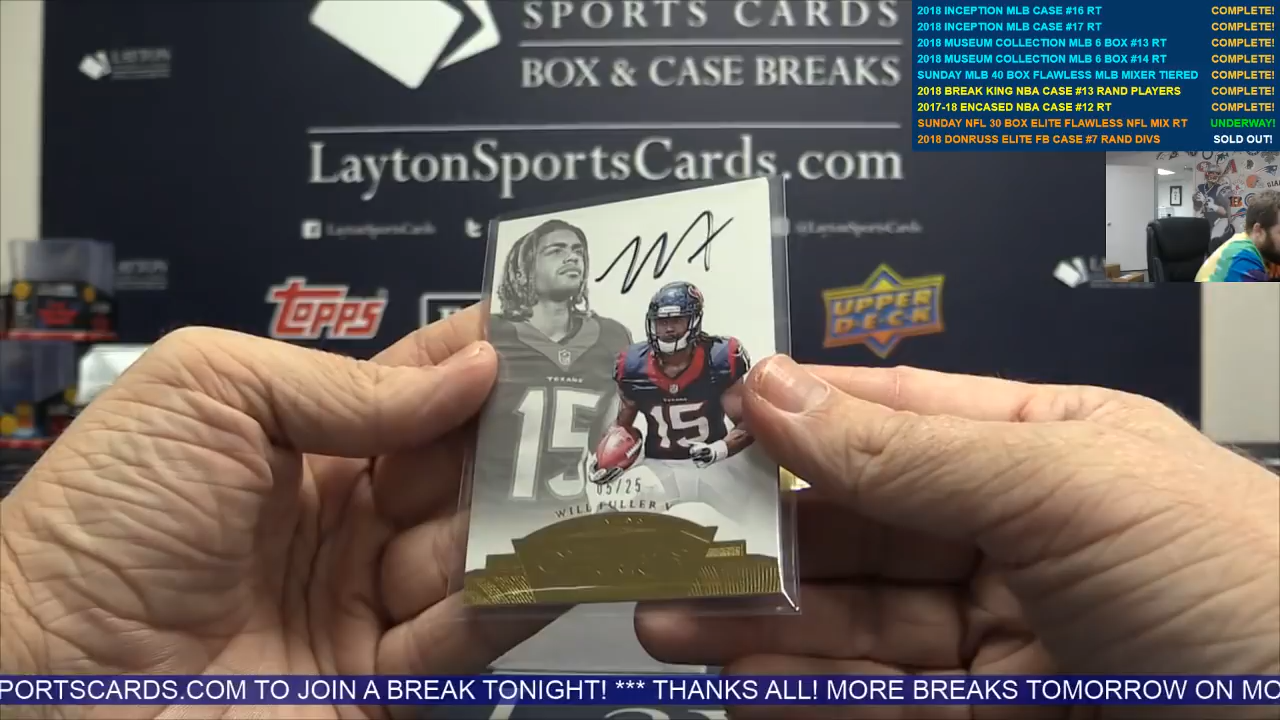 SPORTS CARDS
BOX & CASE BREAKS
LaytonSportsCards.com
LaytonSportsCards
@LaytonSportsCards
LAYTON
topps
UPPER DECK
2018 INCEPTION MLB CASE #16 RT COMPLETE!
2018 INCEPTION MLB CASE #17 RT COMPLETE!
2018 MUSEUM COLLECTION MLB 6 BOX #13 RT COMPLETE!
2018 MUSEUM COLLECTION MLB 6 BOX #14 RT COMPLETE!
SUNDAY MLB 40 BOX FLAWLESS MLB MIXER TIERED COMPLETE!
2018 BREAK KING NBA CASE #13 RAND PLAYERS COMPLETE!
2017-18 ENCASED NBA CASE #12 RT COMPLETE!
SUNDAY NFL 30 BOX ELITE FLAWLESS NFL MIX RT UNDERWAY!
2018 DONRUSS ELITE FB CASE #7 RAND DIVS SOLD OUT!
TEXANS
15
15
05/25
WILL FULLER V
PORTSCARDS.COM TO JOIN A BREAK TONIGHT! *** THANKS ALL! MORE BREAKS TOMORROW ON MO